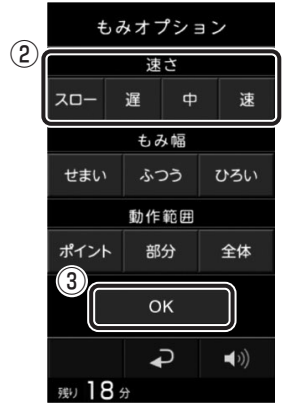 もみオプション
②
速さ
スロー 遅 中 速
もみ幅
せまい ふつう ひろい
動作範囲
ポイント 部分 全体
③
OK
残り 18 分